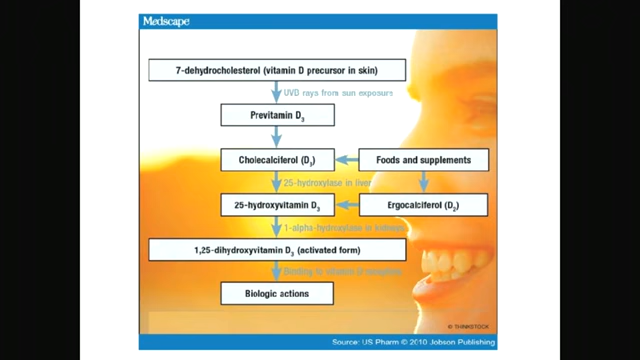 Medscape
7-dehydrocholesterol (vitamin D precursor in skin)
UVB rays from sun exposure
Previtamin D3
Cholecalciferol (D3)
Foods and supplements
25-hydroxylase in liver
25-hydroxyvitamin D3
Ergocalciferol (D2)
1-alpha-hydroxylase in kidneys
1,25-dihydroxyvitamin D3 (activated form)
Binding to vitamin D receptors
Biologic actions
© THINKSTOCK
Source: US Pharm © 2010 Jobson Publishing